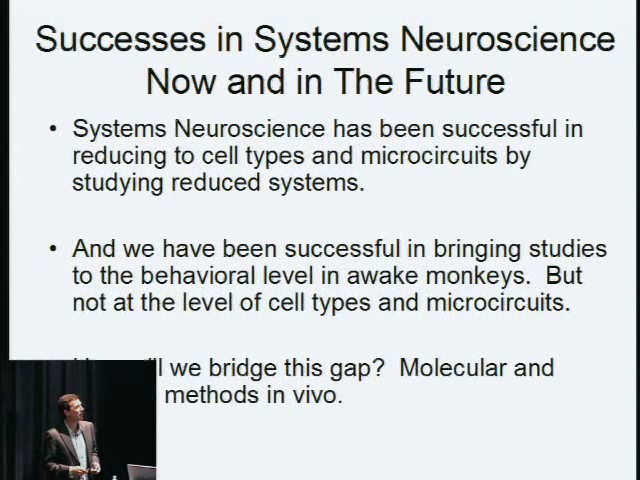 Successes in Systems Neuroscience
Now and in The Future
• Systems Neuroscience has been successful in
reducing to cell types and microcircuits by
studying reduced systems.
• And we have been successful in bringing studies
to the behavioral level in awake monkeys.  But
not at the level of cell types and microcircuits.
we bridge this gap?  Molecular and
methods in vivo.